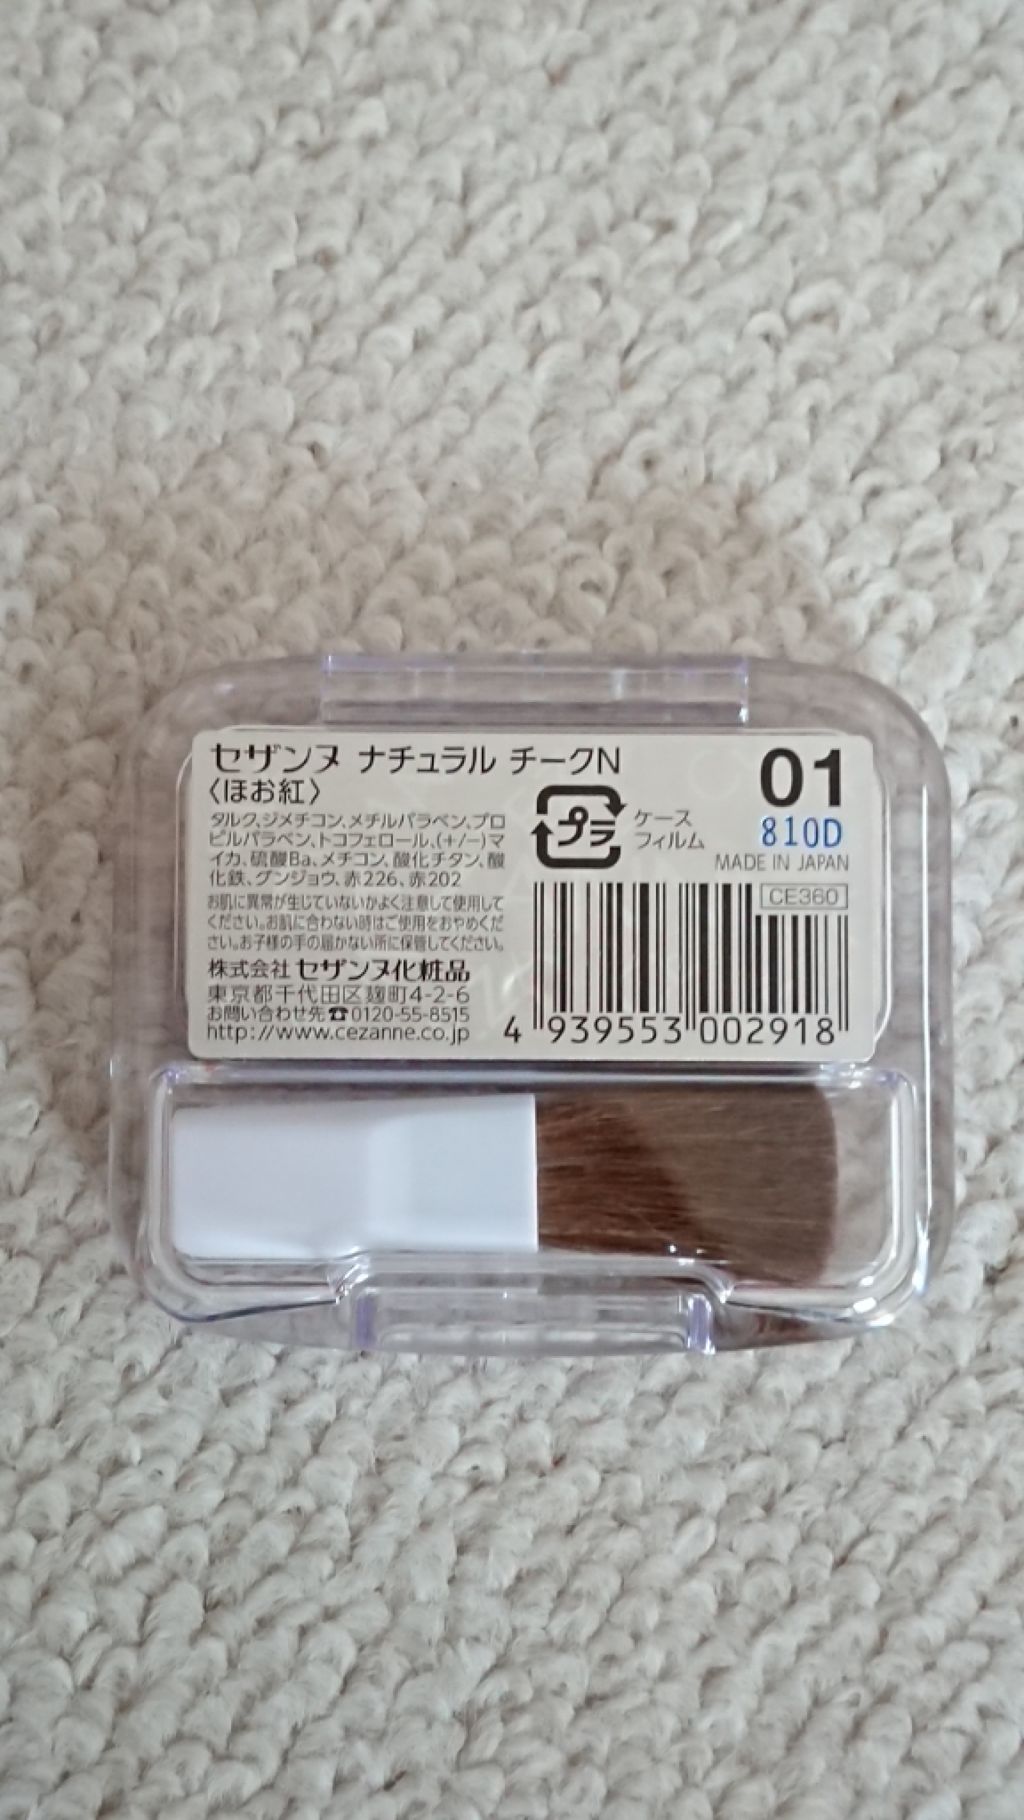 セザンヌ ナチュラル チークN
〈ほお紅〉
タルク、ジメチコン、メチルパラベン、プロ
ピルパラベン、トコフェロール、(+/−)マ
イカ、硫酸Ba、メチコン、酸化チタン、酸
化鉄、グンジョウ、赤226、赤202
お肌に異常が生じていないかよく注意して使用して
ください。お肌に合わない時はご使用をおやめくだ
さい。お子様の手の届かない所に保管してください。
株式会社 セザンヌ化粧品
東京都千代田区麹町4-2-6
お問い合わせ先☎0120-55-8515
http://www.cezanne.co.jp
プラ
ケース
フィルム
01
810D
MADE IN JAPAN
CE360
4 939553 002918